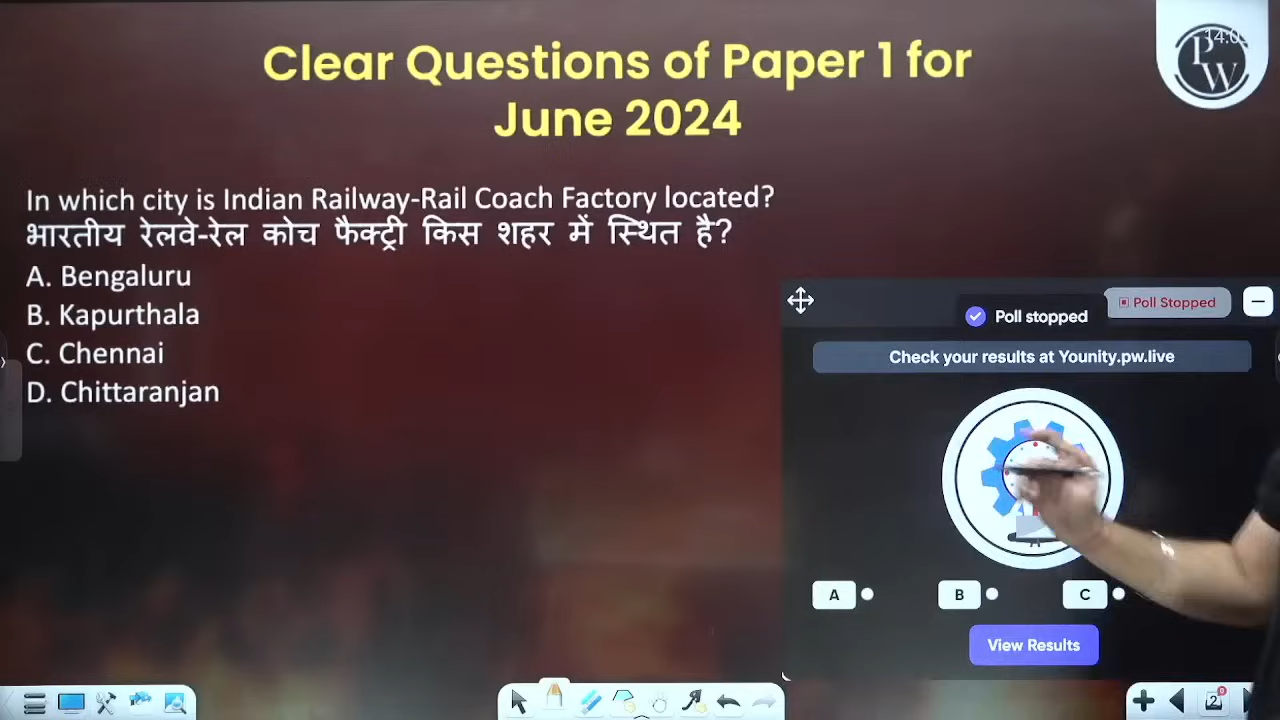 Clear Questions of Paper 1 for
June 2024
PW
In which city is Indian Railway-Rail Coach Factory located?
भारतीय रेलवे-रेल कोच फैक्ट्री किस शहर में स्थित है?
A. Bengaluru
B. Kapurthala
C. Chennai
D. Chittaranjan
Poll stopped
Poll Stopped
Check your results at Younity.pw.live
A
B
C
View Results
2